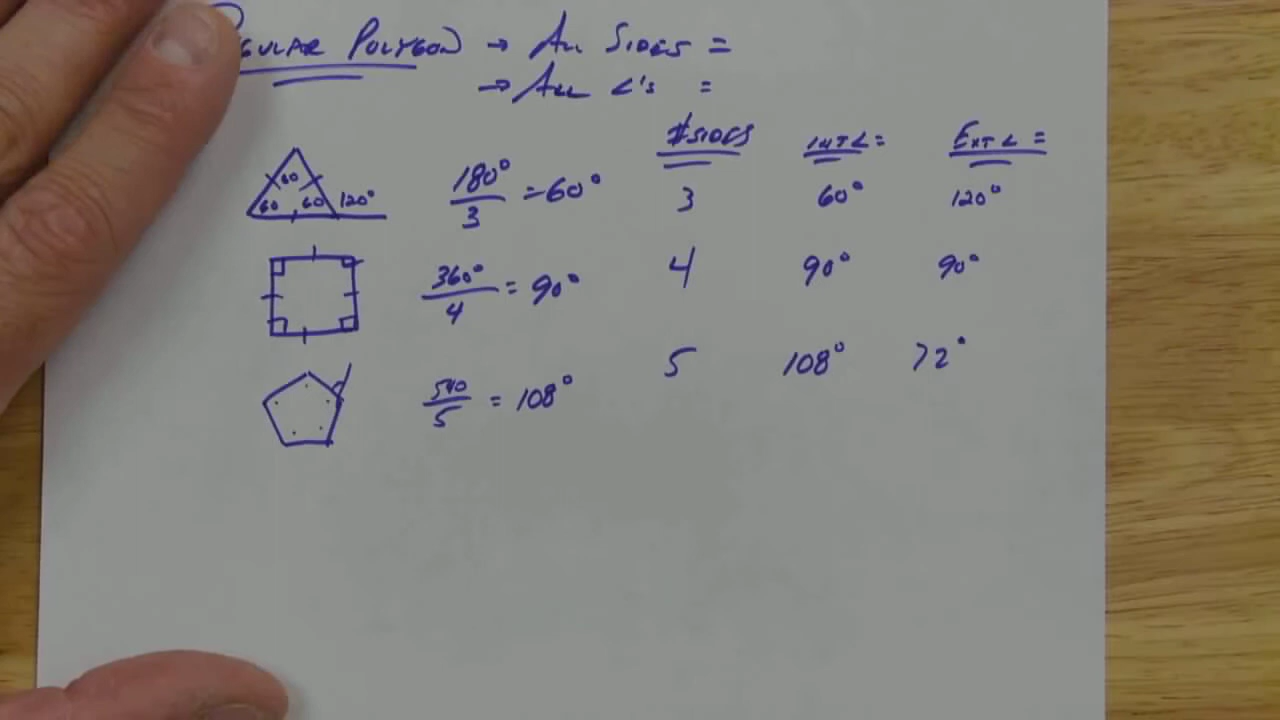 REGULAR POLYGON → ALL SIDES =
→ ALL ∠'s =
#SIDES INT∠= EXT∠=
60 60 60 120° 180°/3 = 60° 3 60° 120°
360°/4 = 90° 4 90° 90°
540/5 = 108° 5 108° 72°